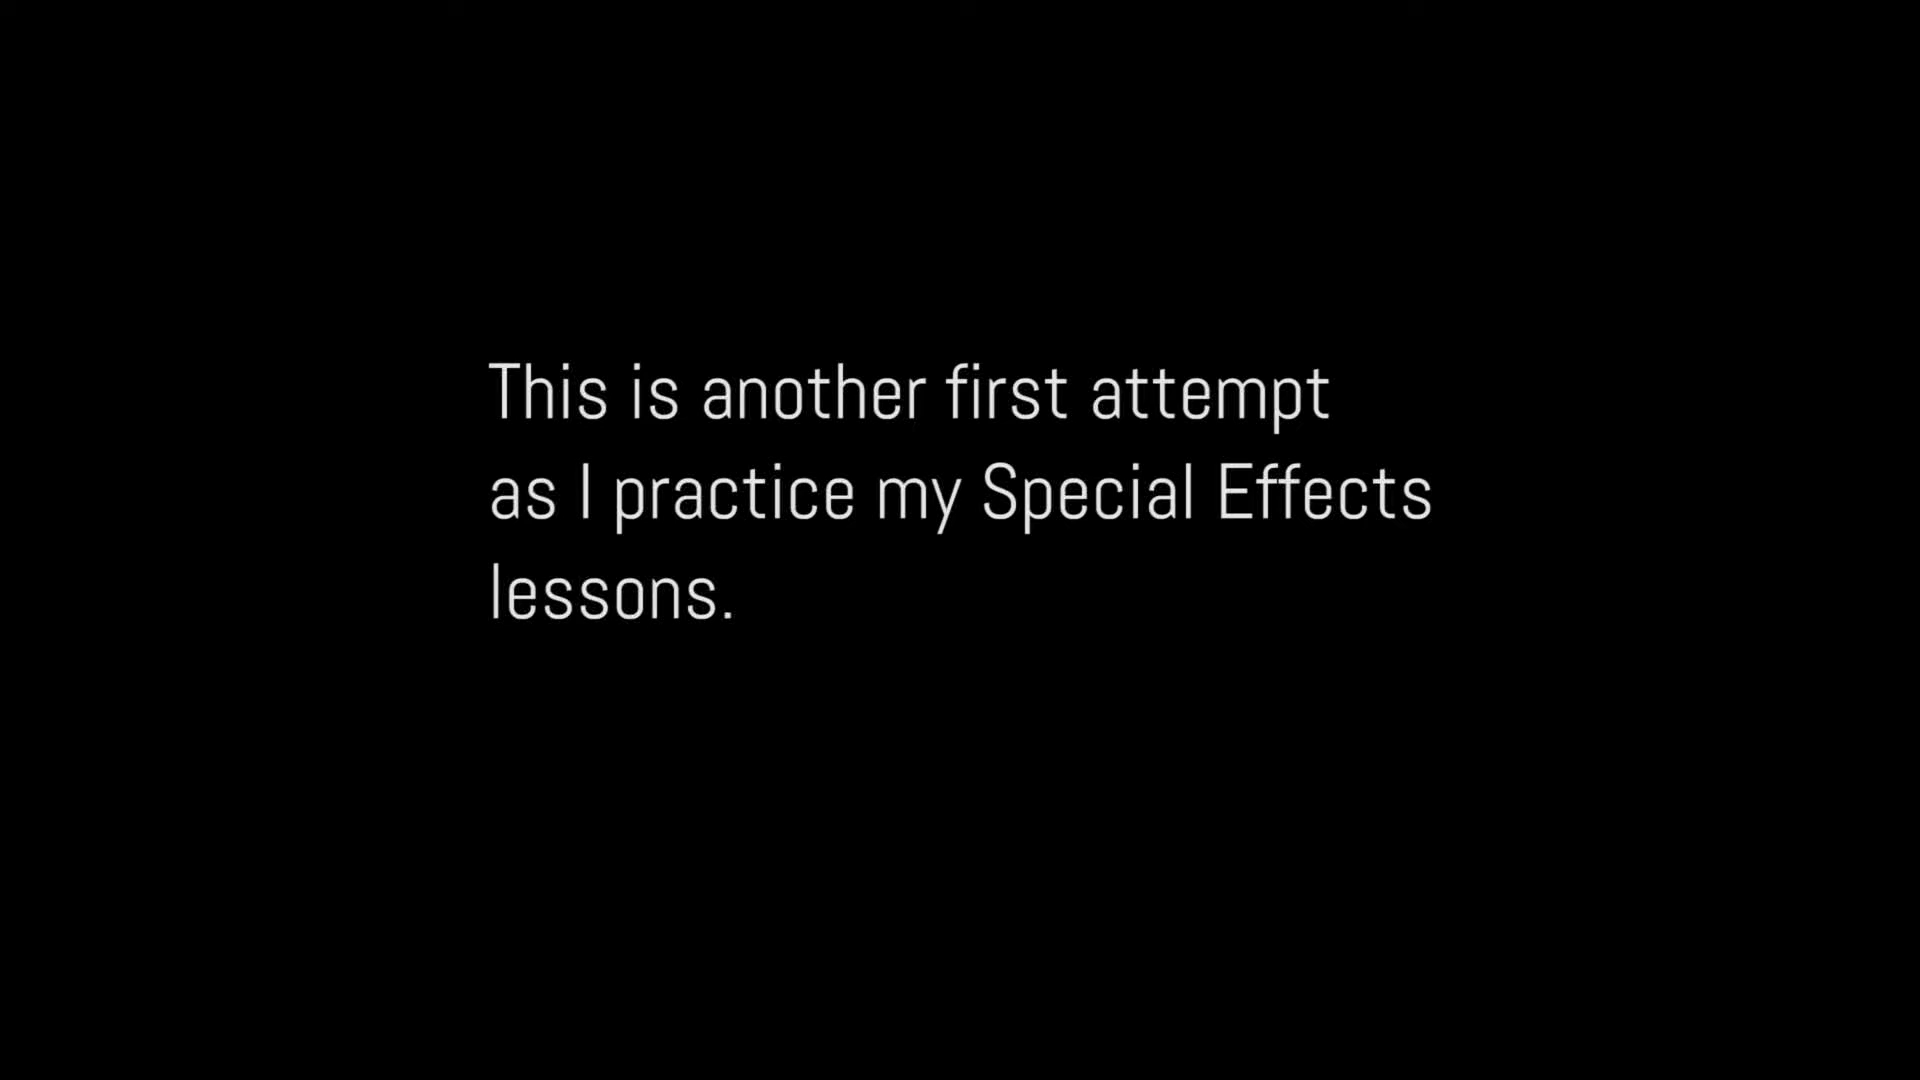 This is another first attempt
as I practice my Special Effects
lessons.